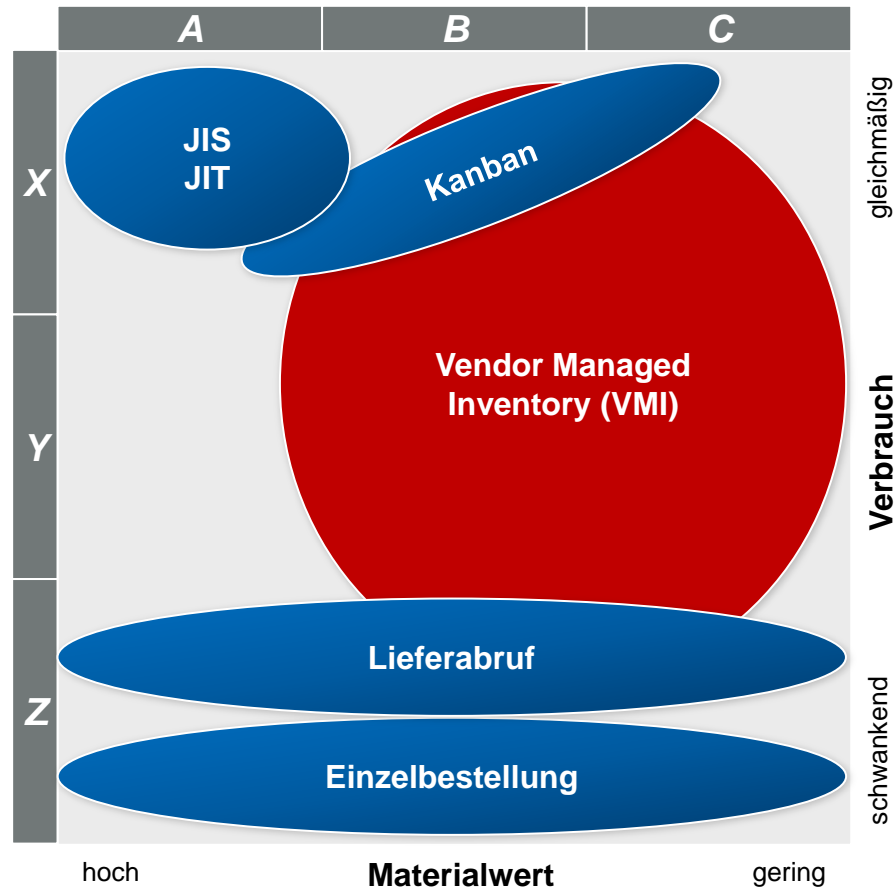 A B C
X
Y
Z
JIS
JIT
Kanban
Vendor Managed
Inventory (VMI)
Lieferabruf
Einzelbestellung
gleichmäßig
Verbrauch
schwankend
hoch Materialwert gering